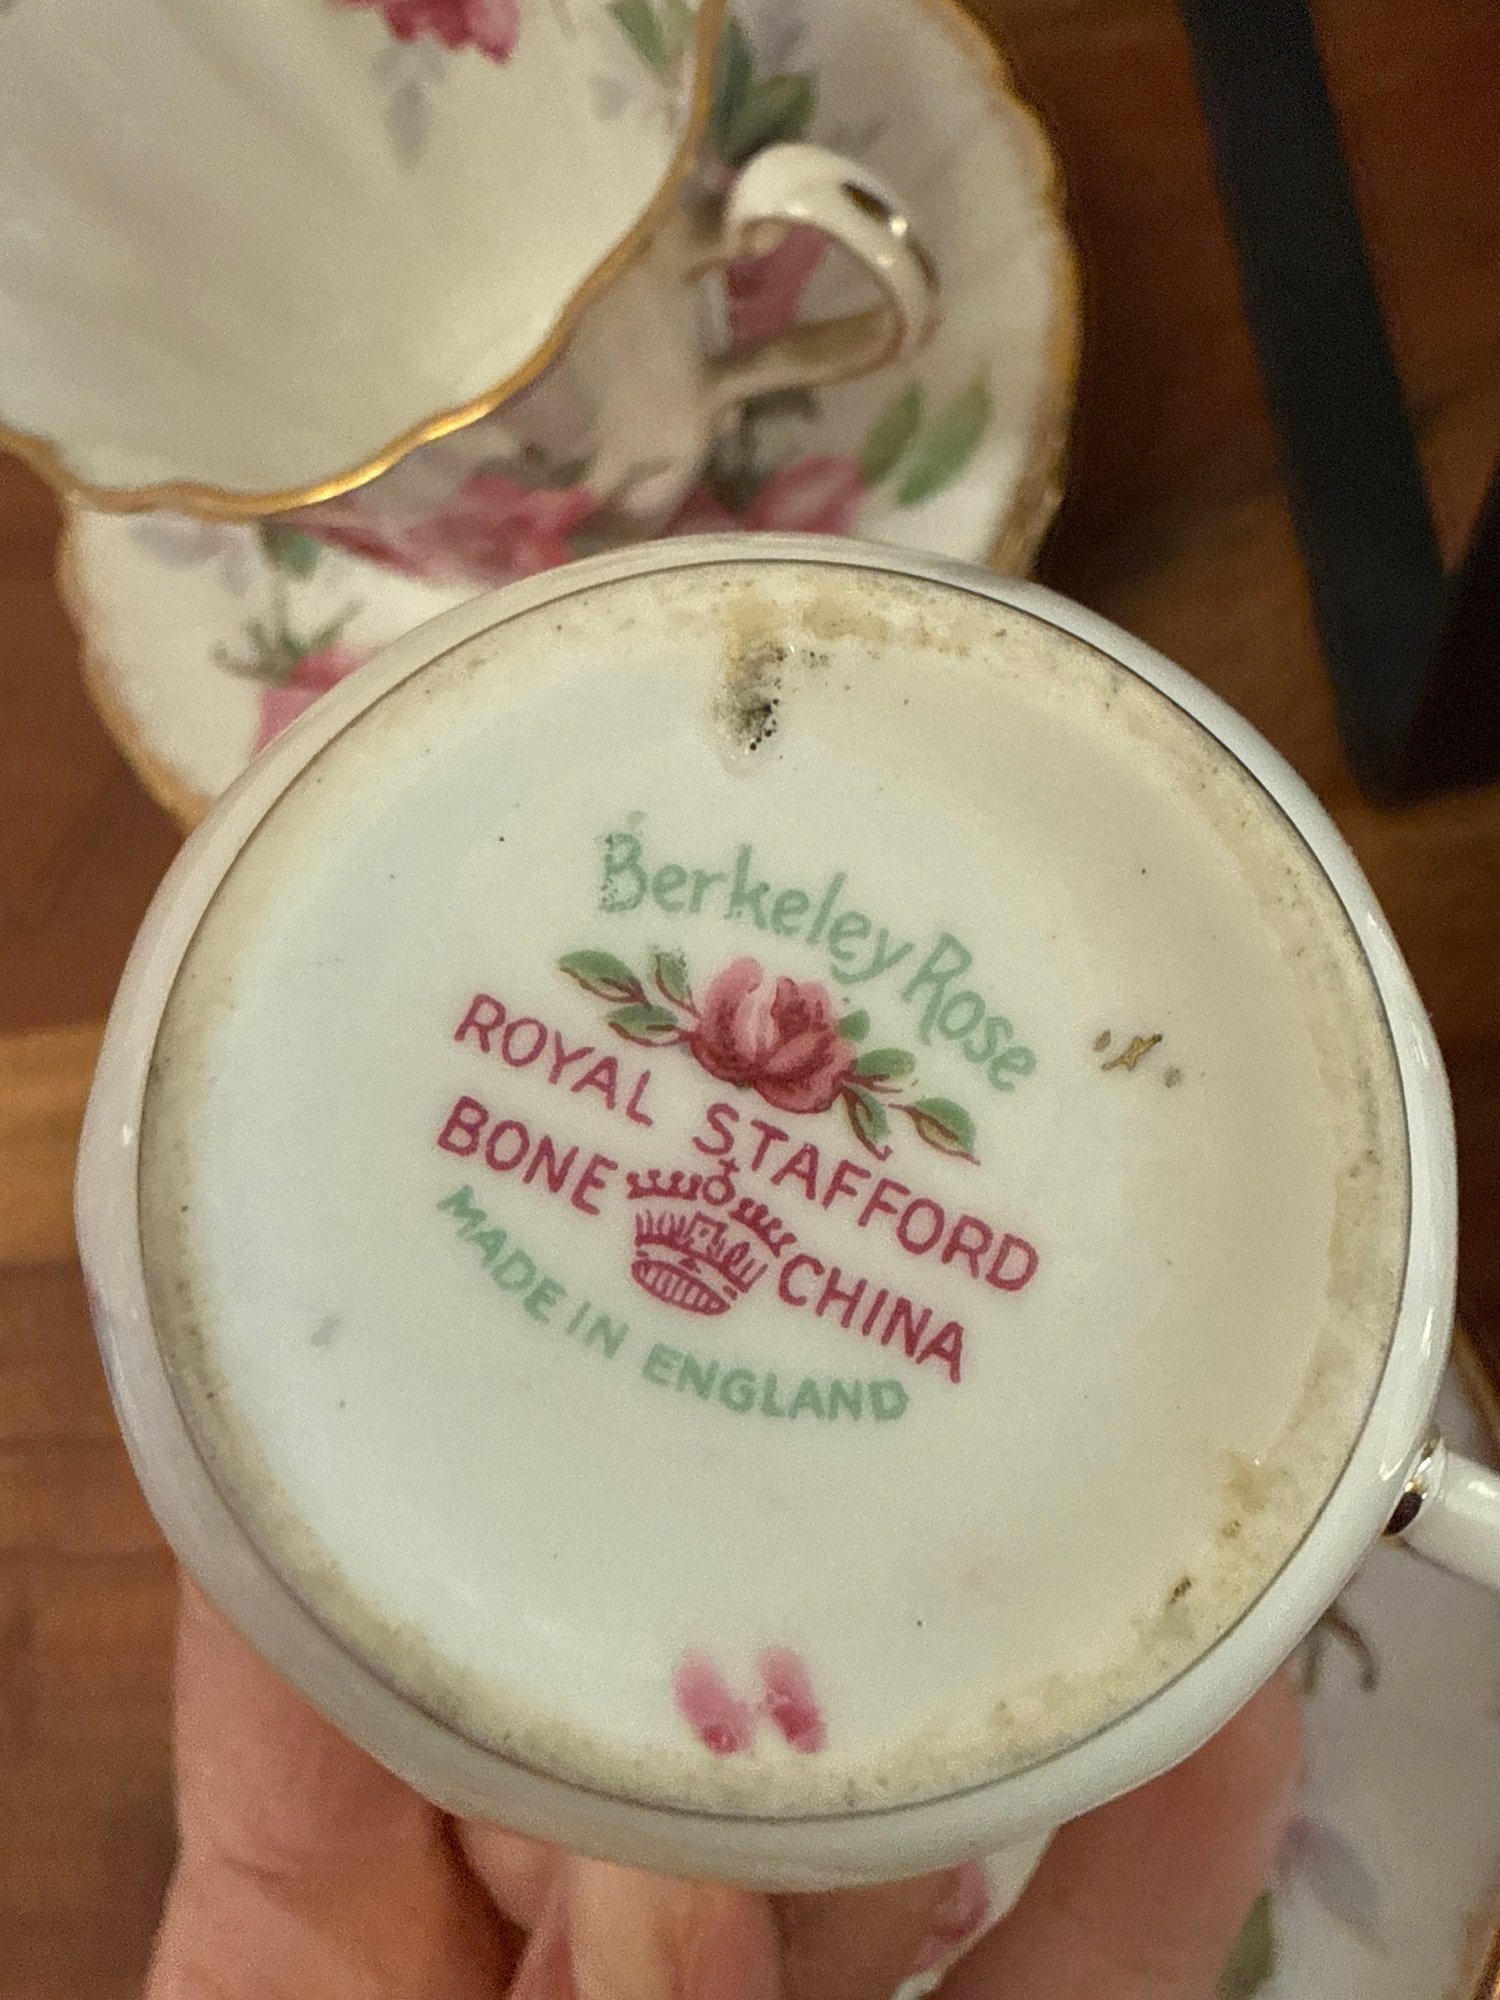 Berkeley Rose
ROYAL STAFFORD
BONE CHINA
MADE IN ENGLAND